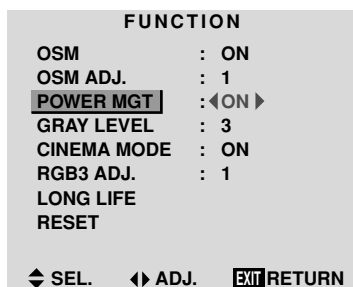 FUNCTION
OSM : ON
OSM ADJ. : 1
POWER MGT : ON
GRAY LEVEL : 3
CINEMA MODE : ON
RGB3 ADJ. : 1
LONG LIFE
RESET
SEL. ADJ. EXIT RETURN